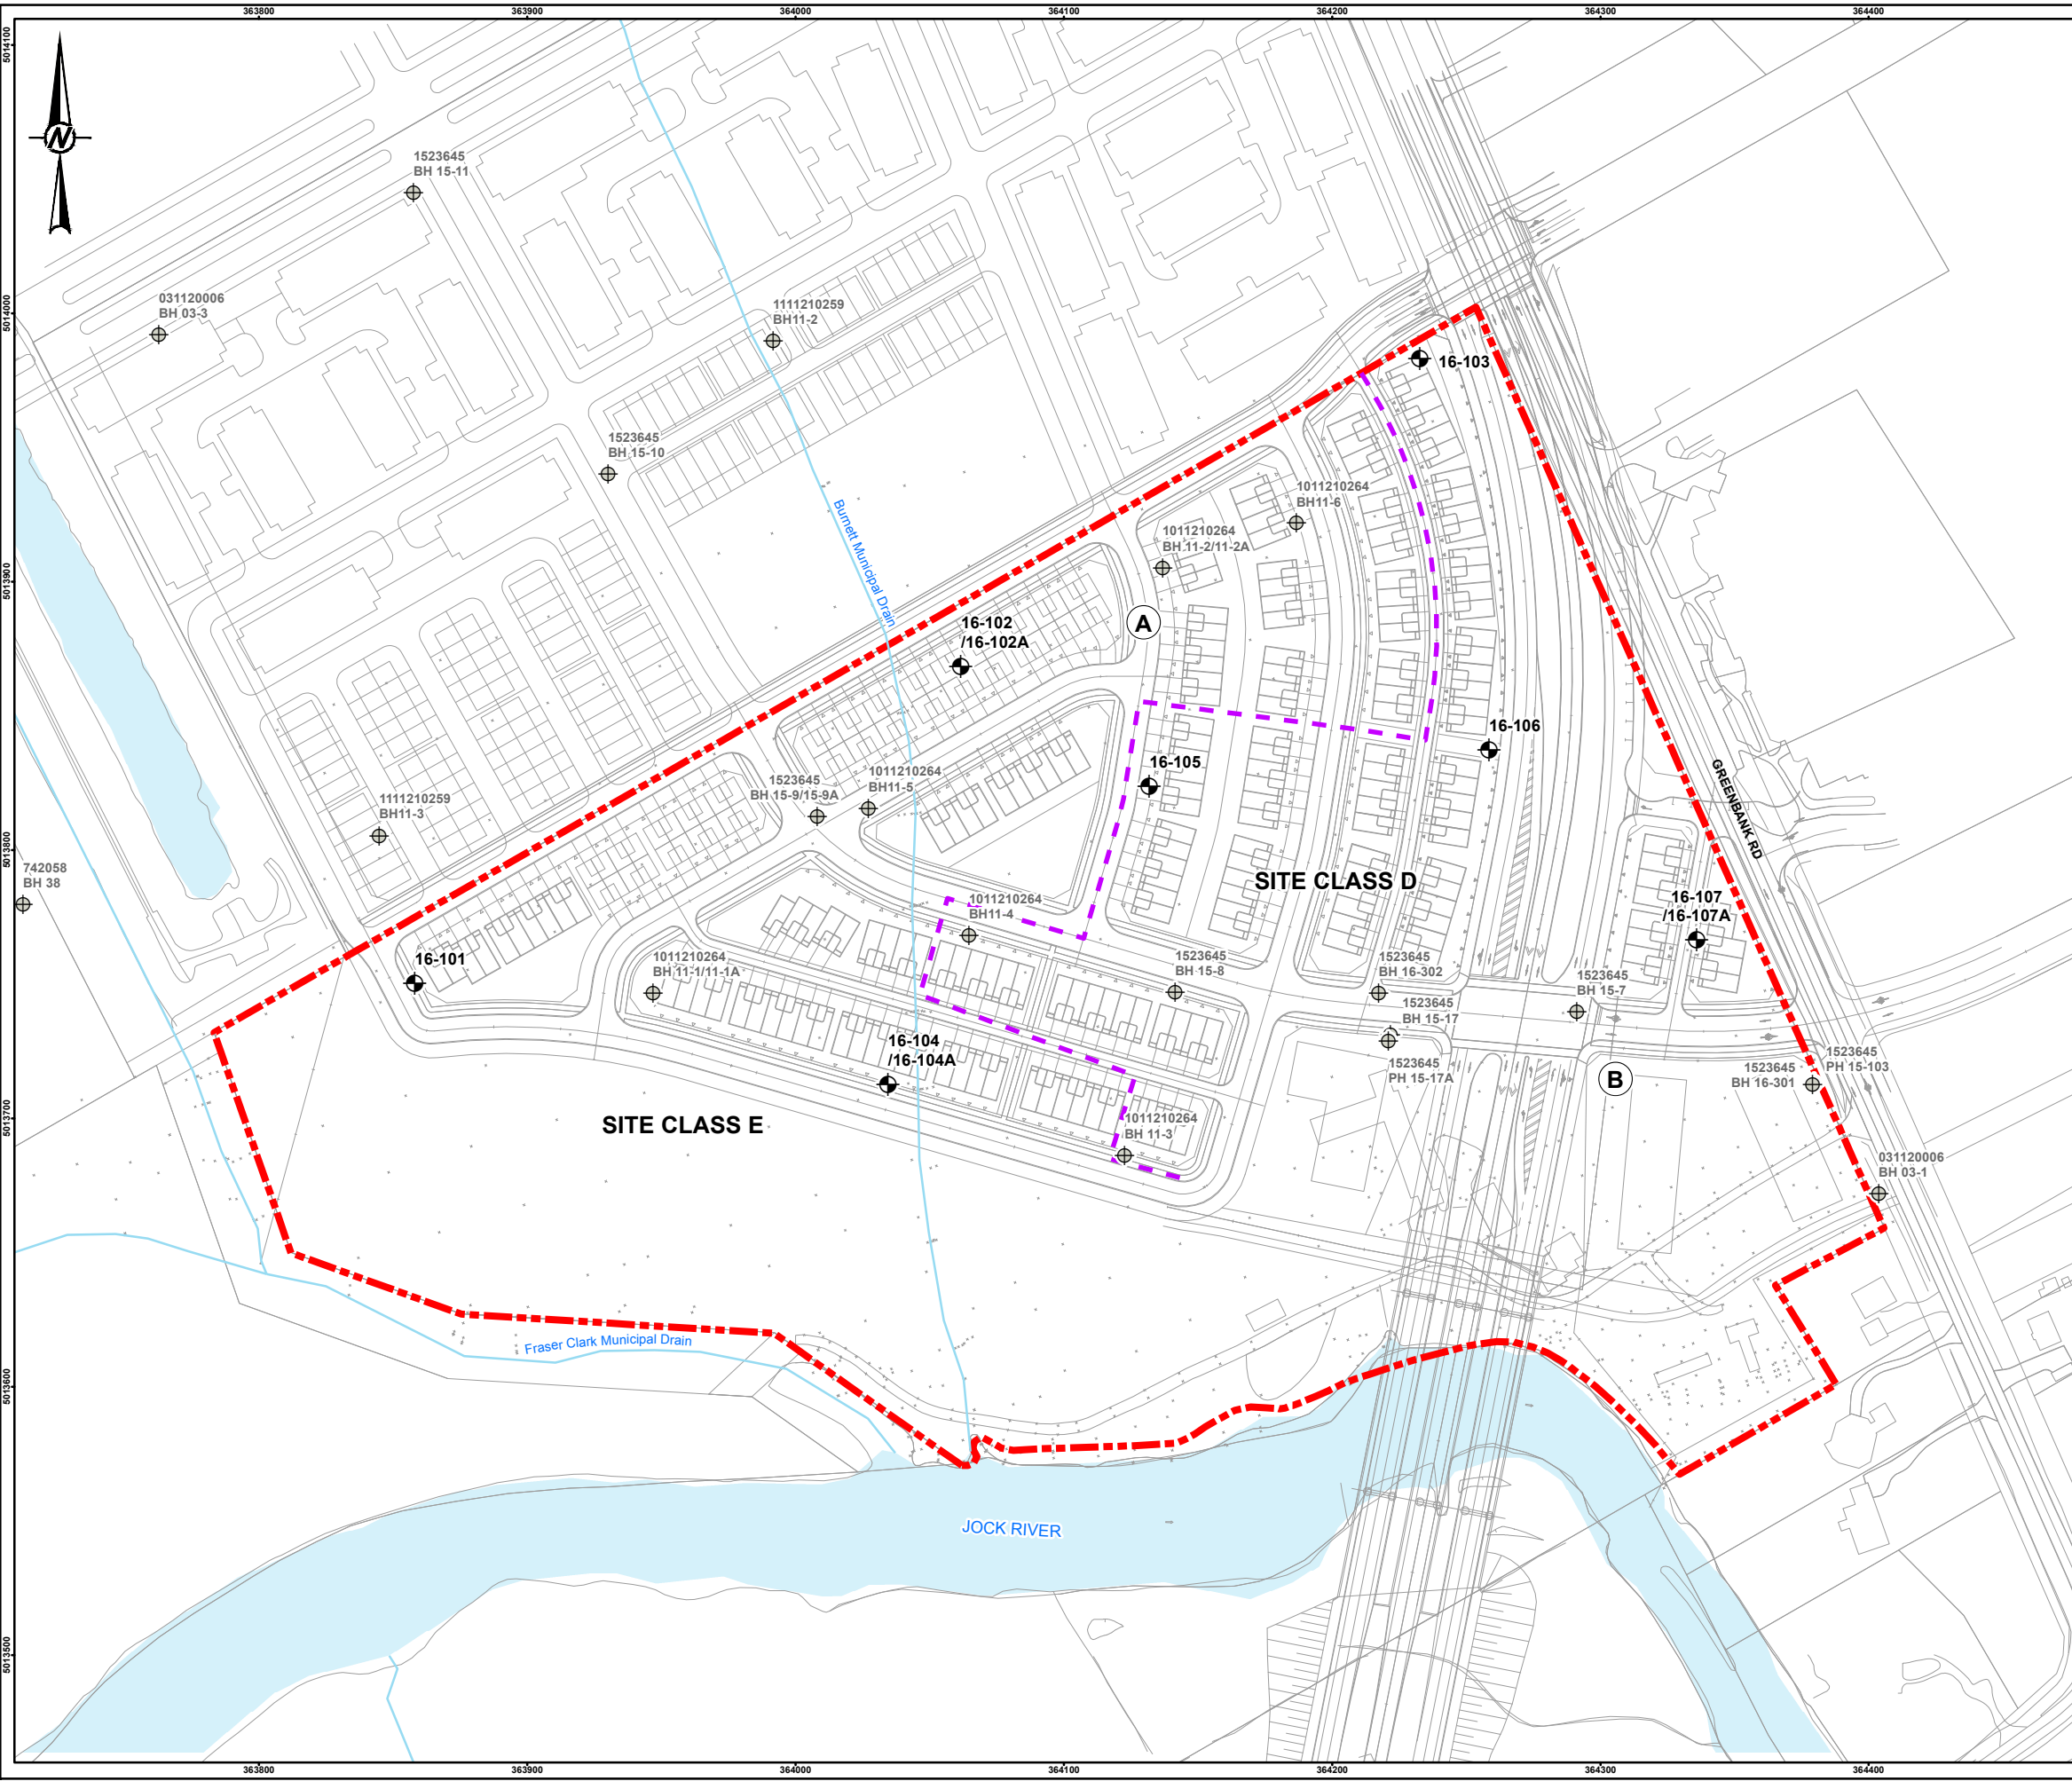 363800
363900
364000
364100
364200
364300
364400
5014100
5014000
5013900
5013800
5013700
5013600
5013500
N
1523645
BH 15-11
031120006
BH 03-3
1111210259
BH11-2
1523645
BH 15-10
16-103
Burnett Municipal Drain
1011210264
BH11-6
1011210264
BH 11-2/11-2A
A
16-102
/16-102A
16-106
16-105
GREENBANK RD
1523645
BH 15-9/15-9A
1011210264
BH11-5
1111210259
BH11-3
742058
BH 38
SITE CLASS D
16-107
/16-107A
1011210264
BH11-4
16-101
1011210264
BH 11-1/11-1A
1523645
BH 15-8
1523645
BH 16-302
1523645
BH 15-7
1523645
BH 15-17
16-104
/16-104A
1523645
PH 15-17A
B
1523645
BH 16-301
1523645
PH 15-103
SITE CLASS E
1011210264
BH 11-3
031120006
BH 03-1
Fraser Clark Municipal Drain
JOCK RIVER
363800
363900
364000
364100
364200
364300
364400